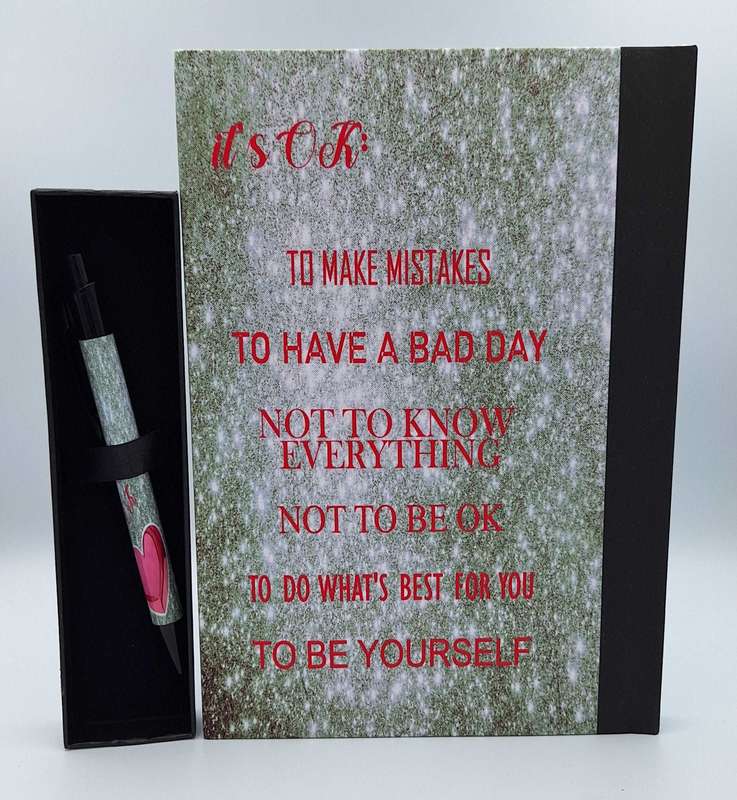 it's OK:
TO MAKE MISTAKES
TO HAVE A BAD DAY
NOT TO KNOW
EVERYTHING
NOT TO BE OK
TO DO WHAT'S BEST FOR YOU
TO BE YOURSELF